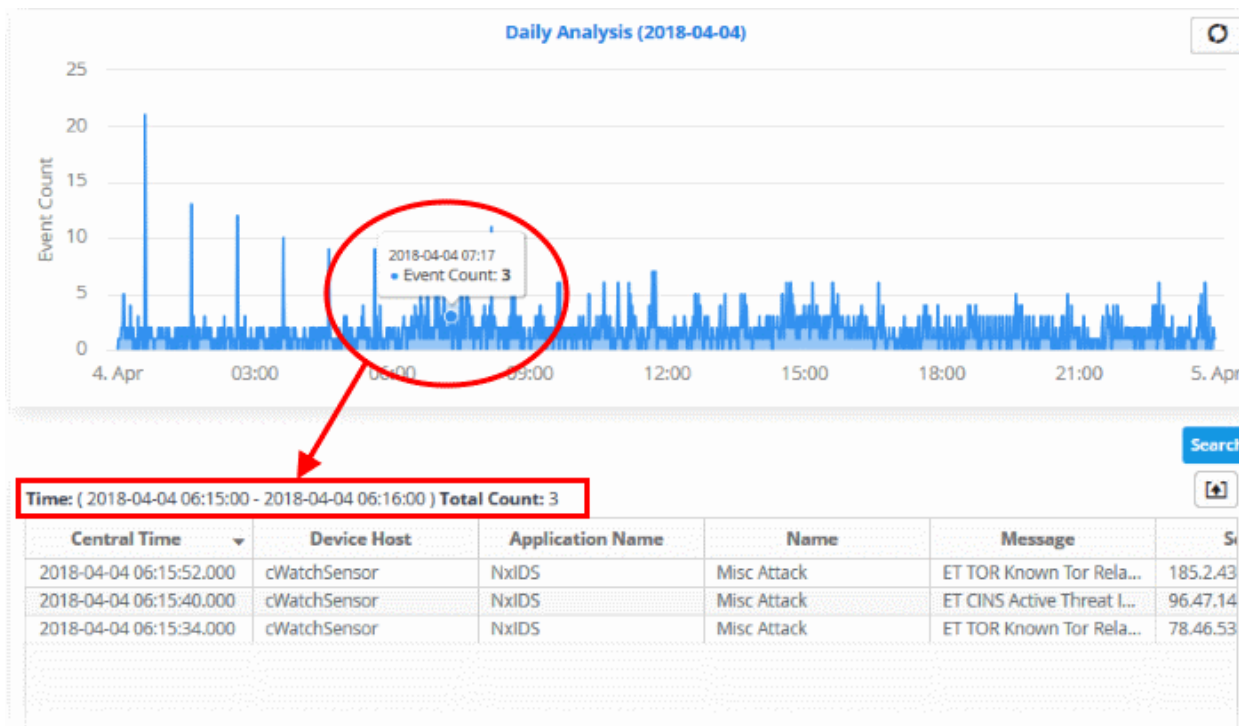 Daily Analysis (2018-04-04)
25
20
15
10
5
0
Event Count
2018-04-04 07:17
• Event Count: 3
4. Apr 03:00 06:00 09:00 12:00 15:00 18:00 21:00 5. Apr
Search
Time: ( 2018-04-04 06:15:00 - 2018-04-04 06:16:00 ) Total Count: 3
Central Time Device Host Application Name Name Message
2018-04-04 06:15:52.000 cWatchSensor NxIDS Misc Attack ET TOR Known Tor Rela... 185.2.43
2018-04-04 06:15:40.000 cWatchSensor NxIDS Misc Attack ET CINS Active Threat I... 96.47.14
2018-04-04 06:15:34.000 cWatchSensor NxIDS Misc Attack ET TOR Known Tor Rela... 78.46.53